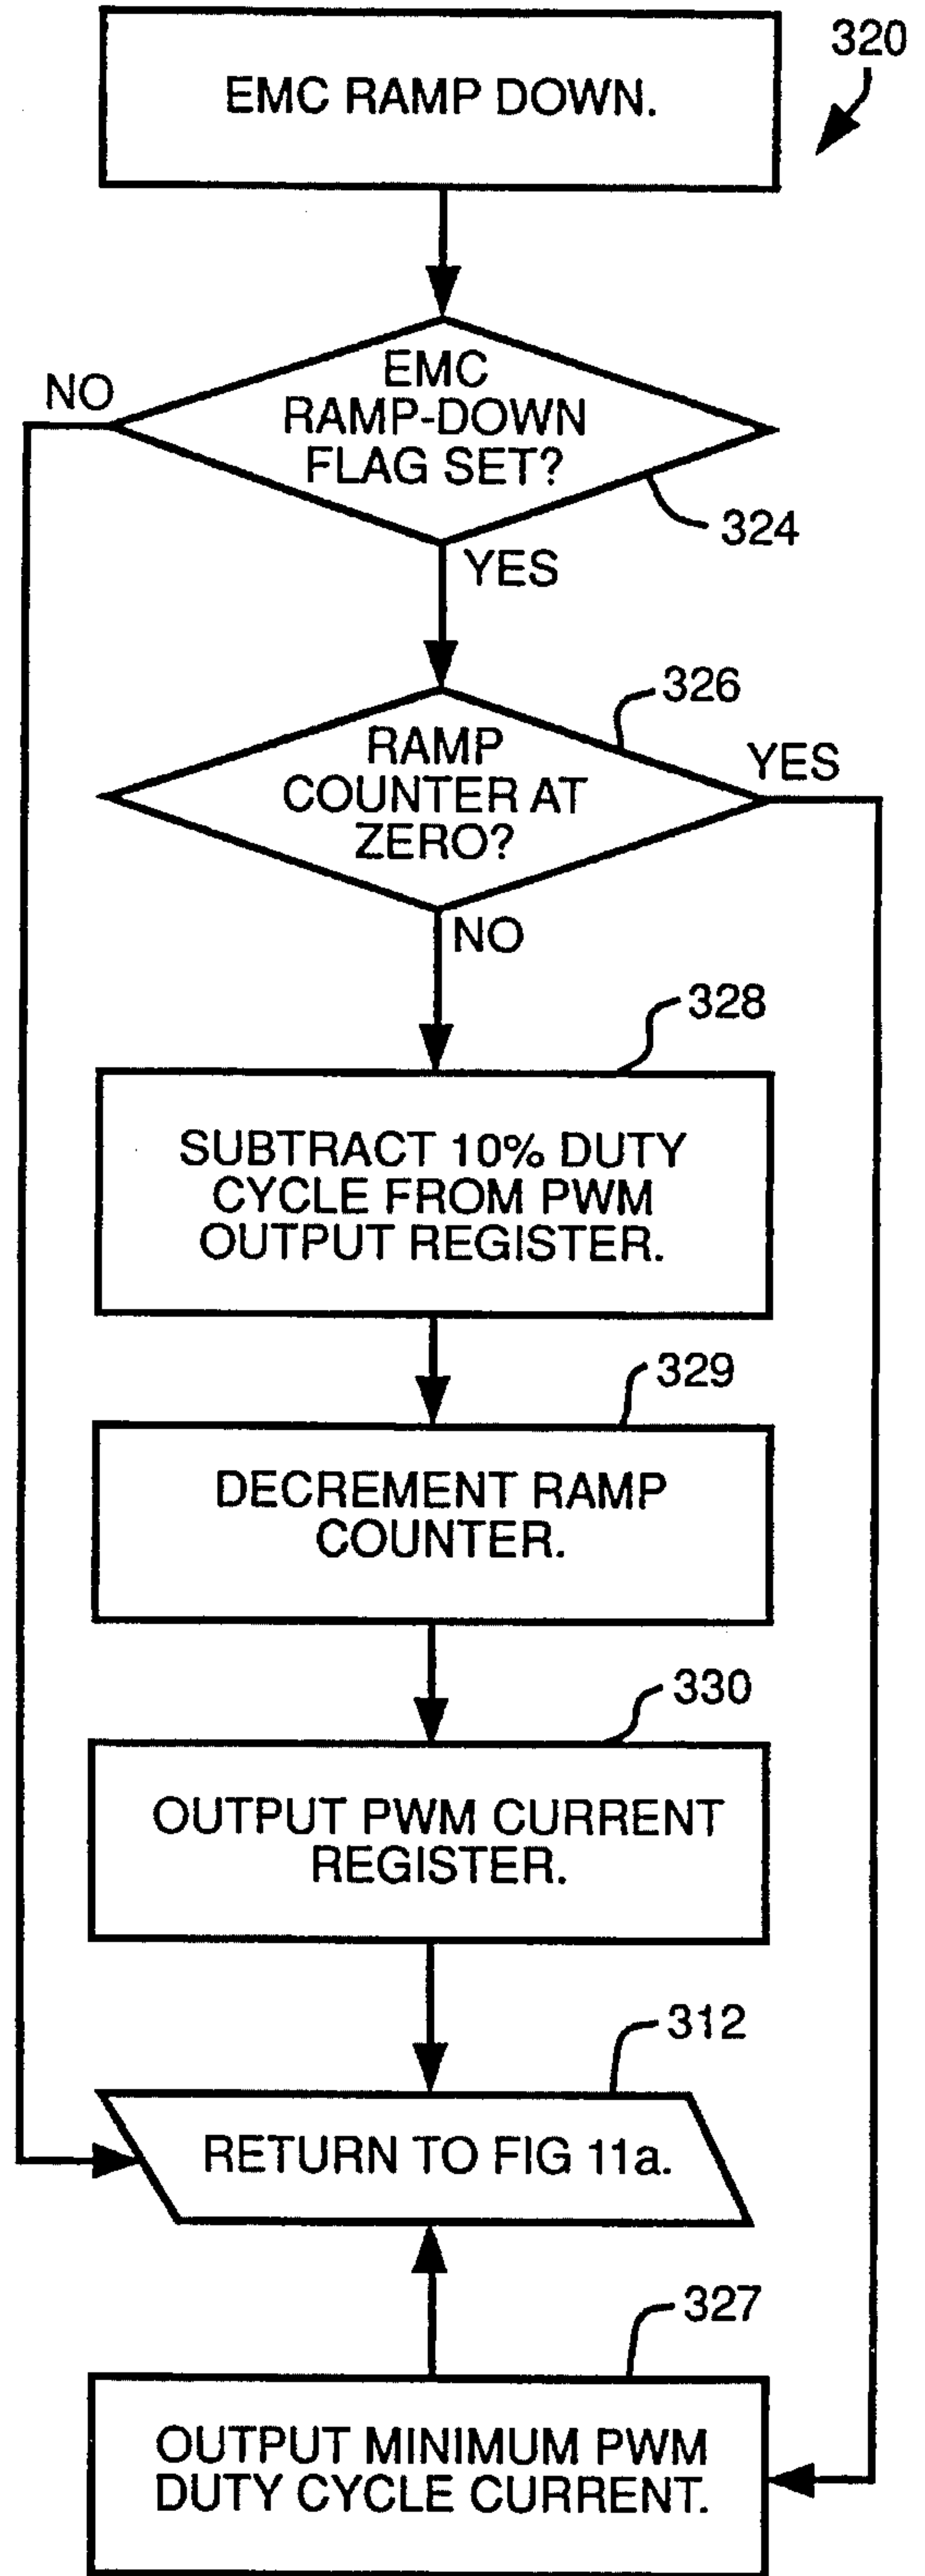 320
EMC RAMP DOWN.
NO
EMC
RAMP-DOWN
FLAG SET?
324
YES
326
RAMP
COUNTER AT
ZERO?
YES
NO
328
SUBTRACT 10% DUTY
CYCLE FROM PWM
OUTPUT REGISTER.
329
DECREMENT RAMP
COUNTER.
330
OUTPUT PWM CURRENT
REGISTER.
312
RETURN TO FIG 11a.
327
OUTPUT MINIMUM PWM
DUTY CYCLE CURRENT.